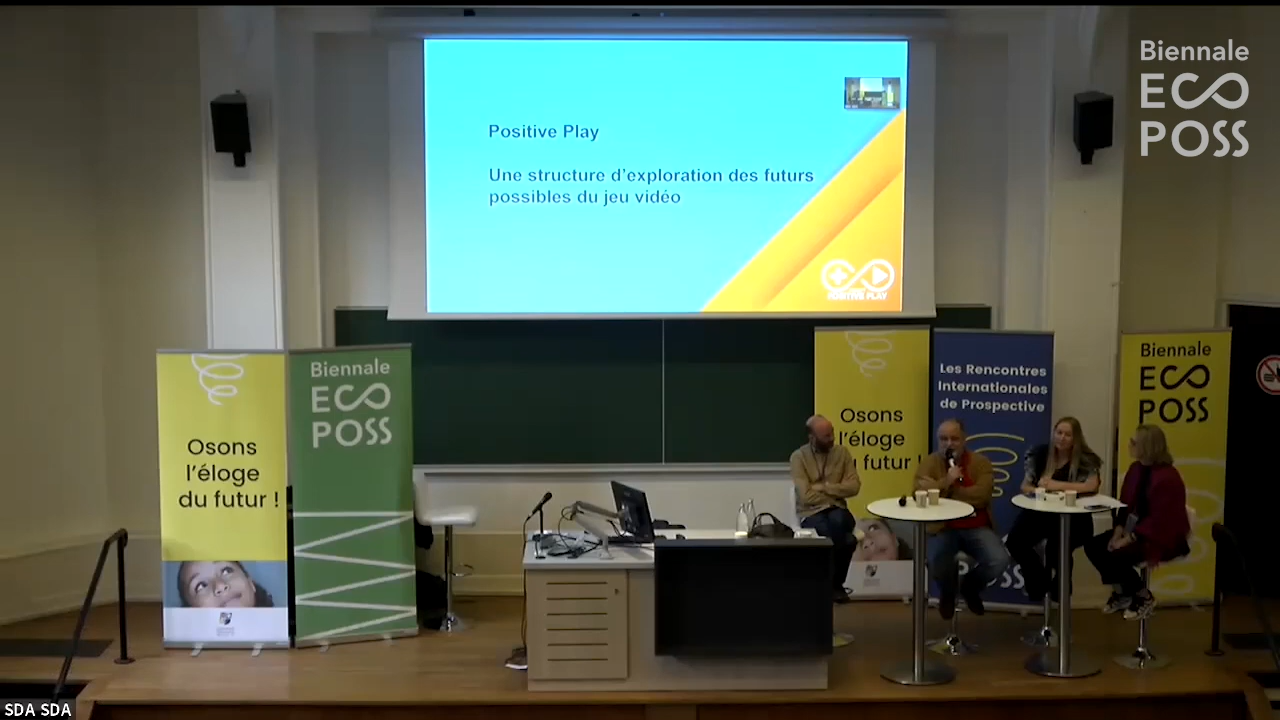 Biennale
ECO
POSS
Positive Play
Une structure d'exploration des futurs
possibles du jeu vidéo
POSITIVE PLAY
Osons
l'éloge
du futur !
Biennale
ECO
POSS
Osons
l'éloge
futur !
Les Rencontres
Internationales
de Prospective
Biennale
ECO
POSS
SDA SDA